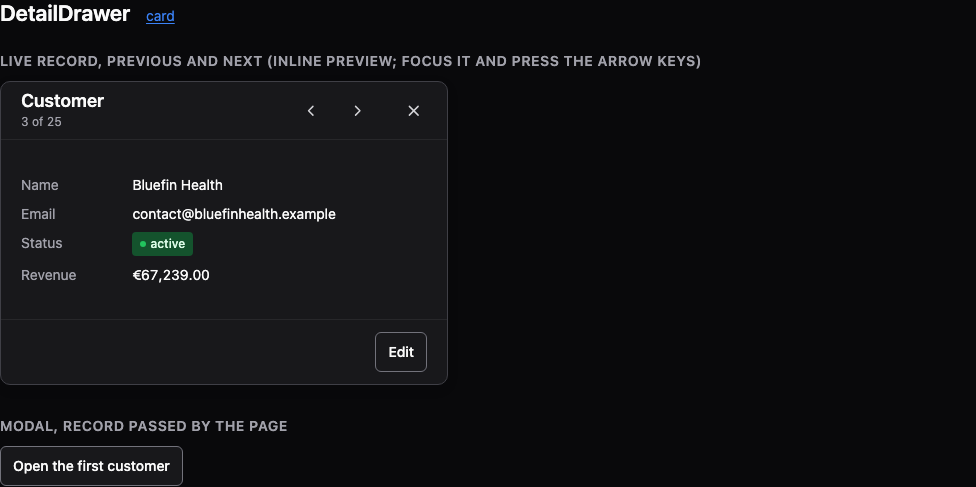 DetailDrawer card
LIVE RECORD, PREVIOUS AND NEXT (INLINE PREVIEW; FOCUS IT AND PRESS THE ARROW KEYS)
Customer
3 of 25
Name Bluefin Health
Email contact@bluefinhealth.example
Status active
Revenue €67,239.00
Edit
MODAL, RECORD PASSED BY THE PAGE
Open the first customer